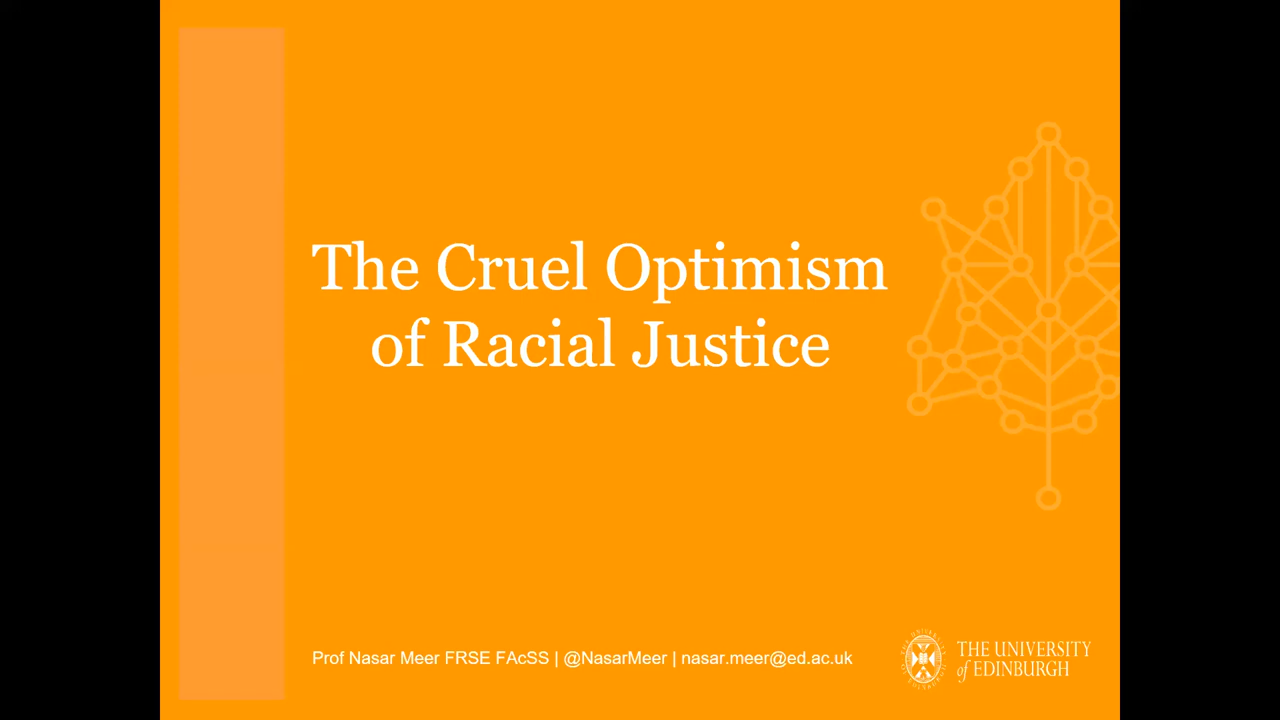 The Cruel Optimism
of Racial Justice
Prof Nasar Meer FRSE FAcSS | @NasarMeer | nasar.meer@ed.ac.uk
THE UNIVERSITY
of EDINBURGH